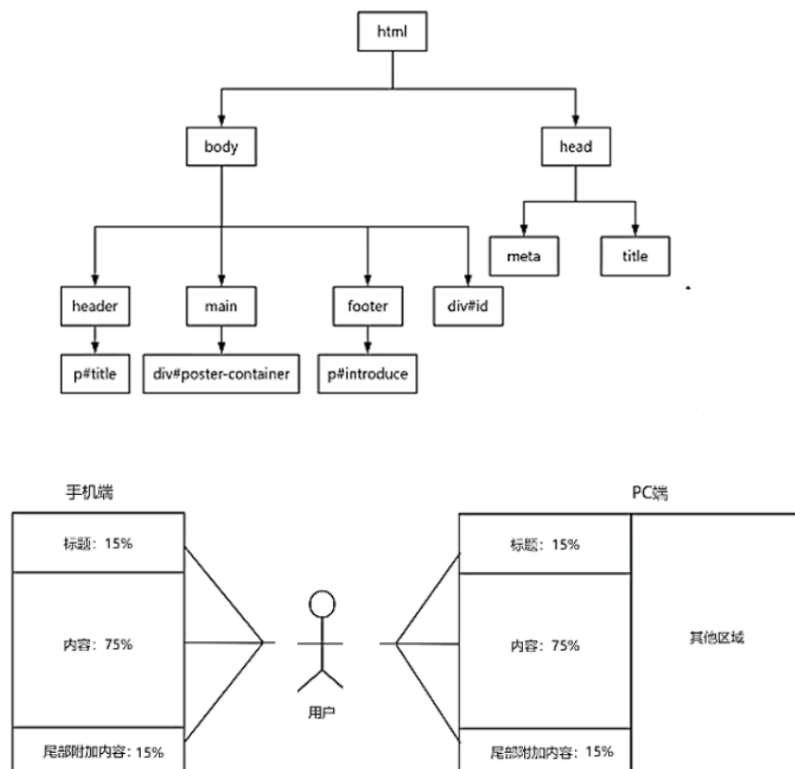 html
body
head
meta
title
header
main
footer
div#id
p#title
div#poster-container
p#introduce
手机端
PC端
标题：15%
标题：15%
内容：75%
内容：75%
其他区域
用户
尾部附加内容：15%
尾部附加内容：15%